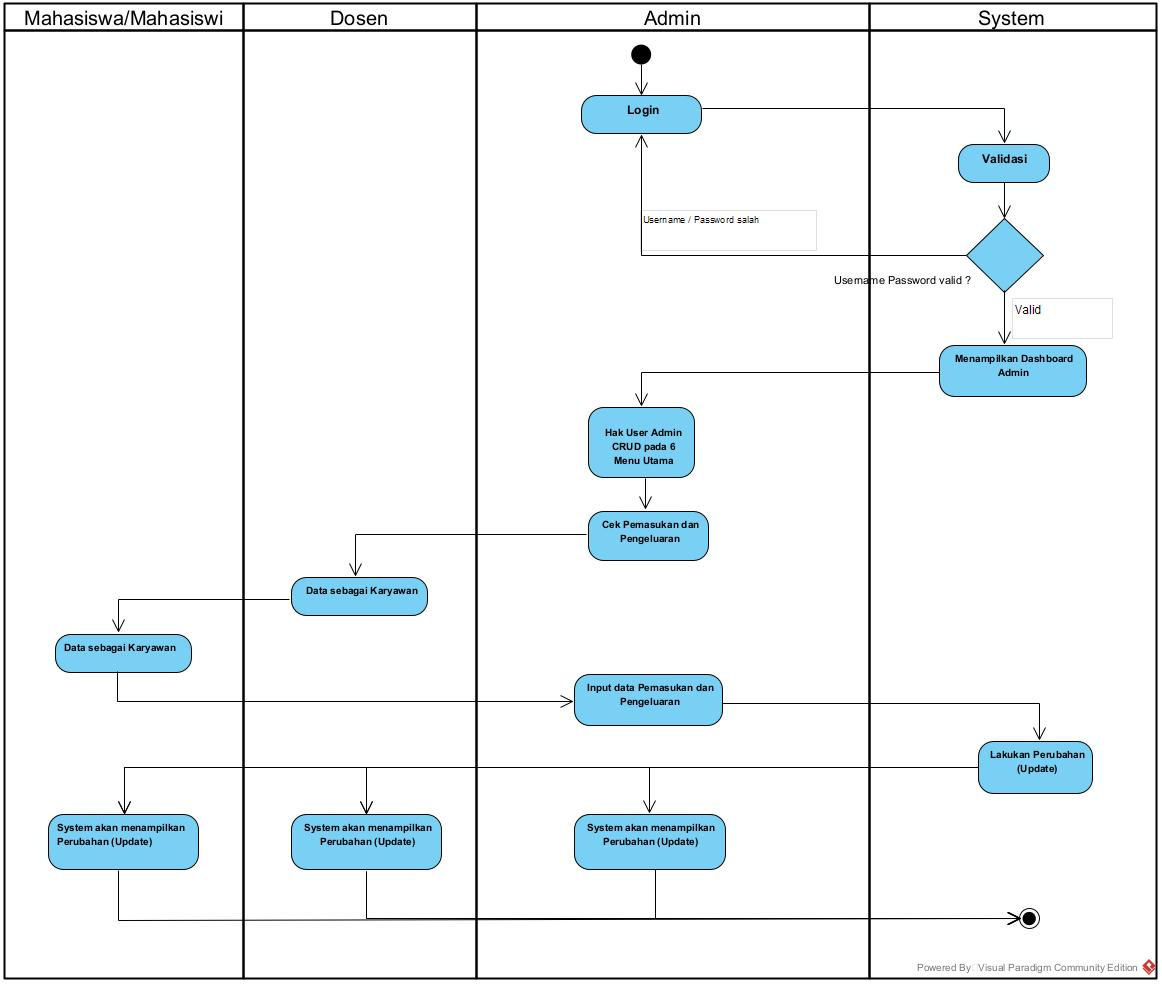 Mahasiswa/Mahasiswi
Dosen
Admin
System
Login
Validasi
Username / Password salah
Username Password valid ?
Valid
Menampilkan Dashboard
Admin
Hak User Admin
CRUD pada 6
Menu Utama
Cek Pemasukan dan
Pengeluaran
Data sebagai Karyawan
Data sebagai Karyawan
Input data Pemasukan dan
Pengeluaran
Lakukan Perubahan
(Update)
System akan menampilkan
Perubahan (Update)
System akan menampilkan
Perubahan (Update)
System akan menampilkan
Perubahan (Update)
Powered By Visual Paradigm Community Edition